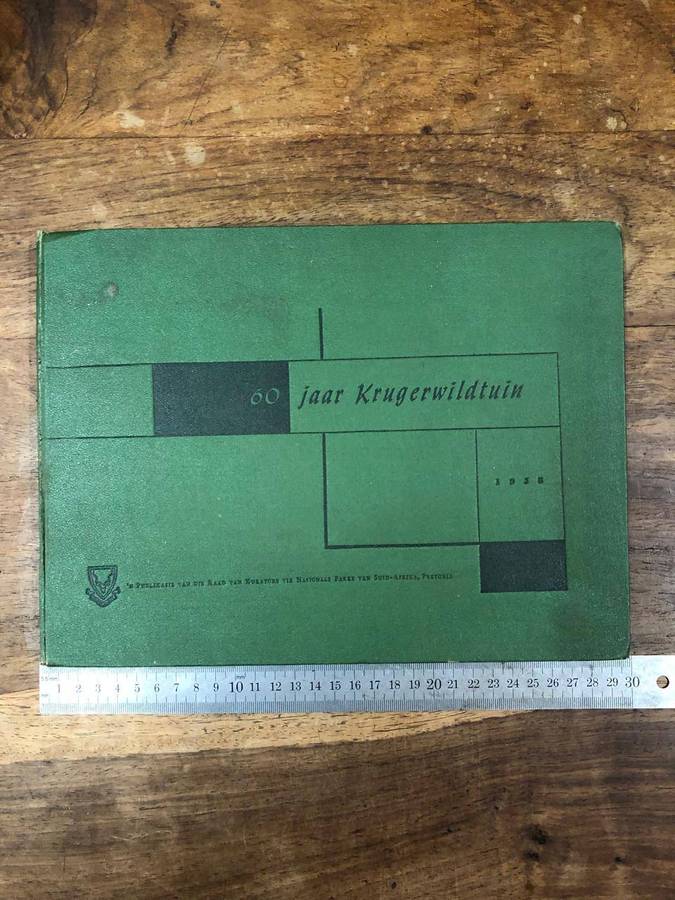 60 jaar Krugerwildtuin
1958
'n Publikasie van die Raad van Kurators vir Nasionale Parke van Suid-Afrika, Pretoria
mm
1 2 3 4 5 6 7 8 9 10 11 12 13 14 15 16 17 18 19 20 21 22 23 24 25 26 27 28 29 30